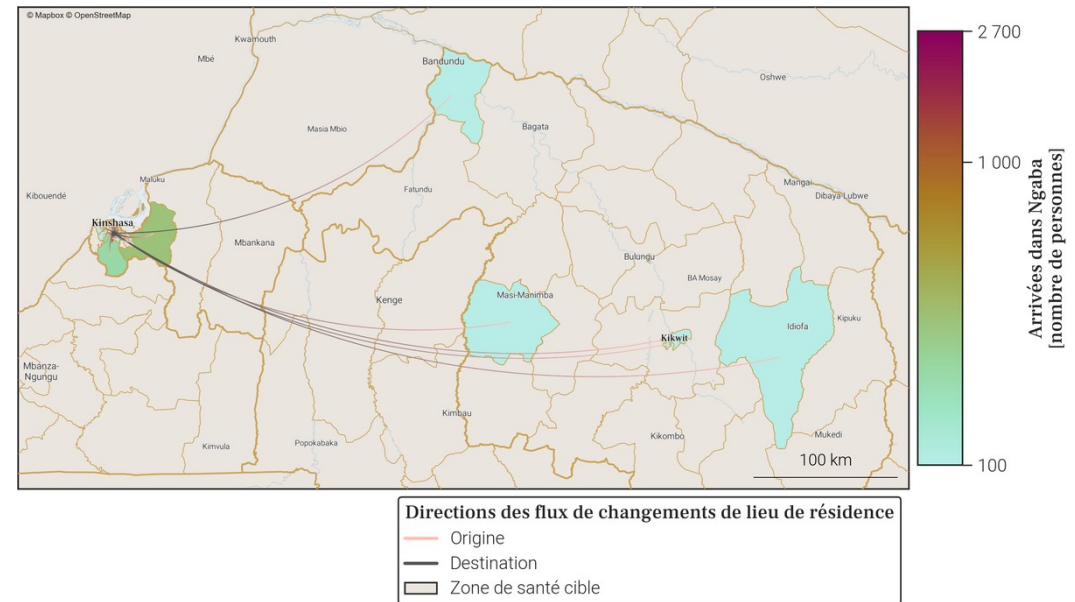 © Mapbox © OpenStreetMap
Kwamouth
Mbé
Bandundu
Oshwe
Masia Mbio
Bagata
Maluku
Kibouendé
Fatundu
Mangai
Dibaya-Lubwe
Kinshasa
Mbankana
Bulungu
BA Mosay
Kenge
Masi-Manimba
Idiofa
Kipuku
Kikwit
Mbanza-
Ngungu
Kimbau
Kimvula
Popokabaka
Kikombo
Mukedi
100 km
2 700
1 000
100
Arrivées dans Ngaba
[nombre de personnes]
Directions des flux de changements de lieu de résidence
Origine
Destination
Zone de santé cible